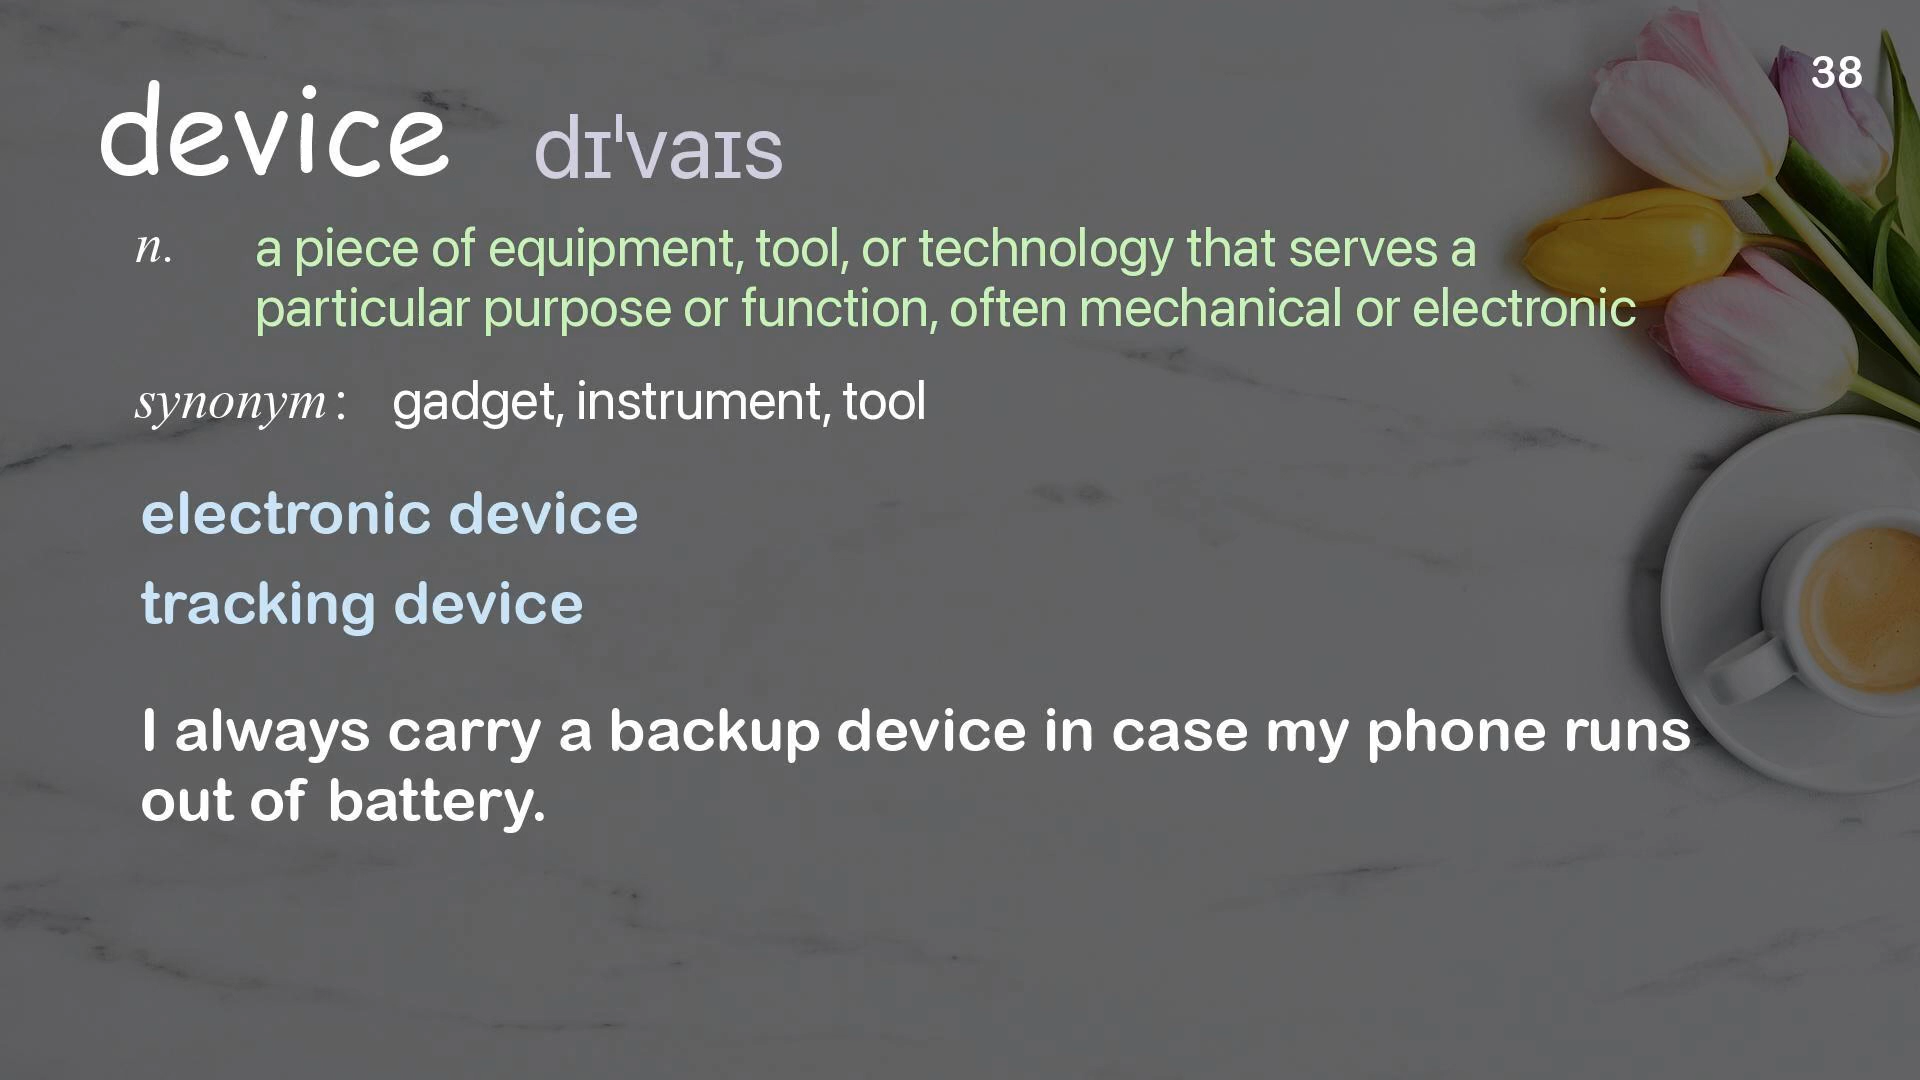 38
device dɪˈvaɪs
n. a piece of equipment, tool, or technology that serves a
particular purpose or function, often mechanical or electronic
synonym: gadget, instrument, tool
electronic device
tracking device
I always carry a backup device in case my phone runs
out of battery.